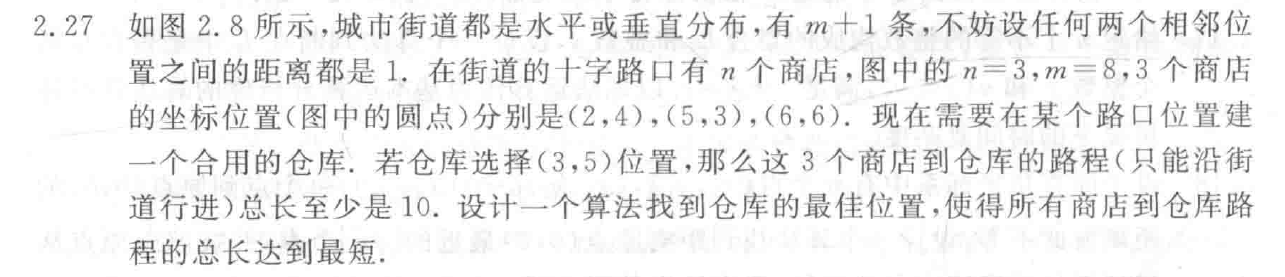 2.27 如图 2.8 所示,城市街道都是水平或垂直分布,有 m+1 条,不妨设任何两个相邻位
置之间的距离都是 1. 在街道的十字路口有 n 个商店,图中的 n=3,m=8,3 个商店
的坐标位置(图中的圆点)分别是(2,4),(5,3),(6,6). 现在需要在某个路口位置建
一个合用的仓库. 若仓库选择(3,5)位置,那么这 3 个商店到仓库的路程(只能沿街
道行进)总长至少是 10. 设计一个算法找到仓库的最佳位置,使得所有商店到仓库路
程的总长达到最短.